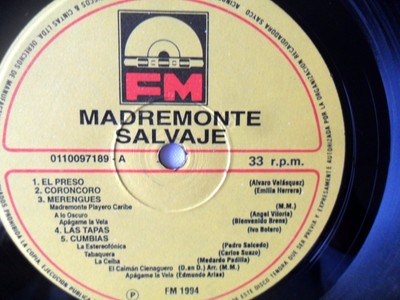 FM
MADREMONTE
SALVAJE
0110097189 - A
33 r.p.m.
1. EL PRESO (Alvaro Velásquez)
2. CORONCORO (Emilia Herrera)
3. MERENGUES
Madremonte Playero Caribe (M.M.)
A lo Oscuro (Angel Viloria)
Apágame la Vela (Bienvenido Brens)
4. LAS TAPAS (Ivo Otero)
5. CUMBIAS
La Estereofónica (Pedro Salcedo)
Tabaquera (Carlos Suazo)
La Ceiba (Medardo Padilla)
El Caimán Cienaguero (D. en D.) Arr. (M.M.)
Apágame la Vela (Edmundo Arias)
P FM 1994